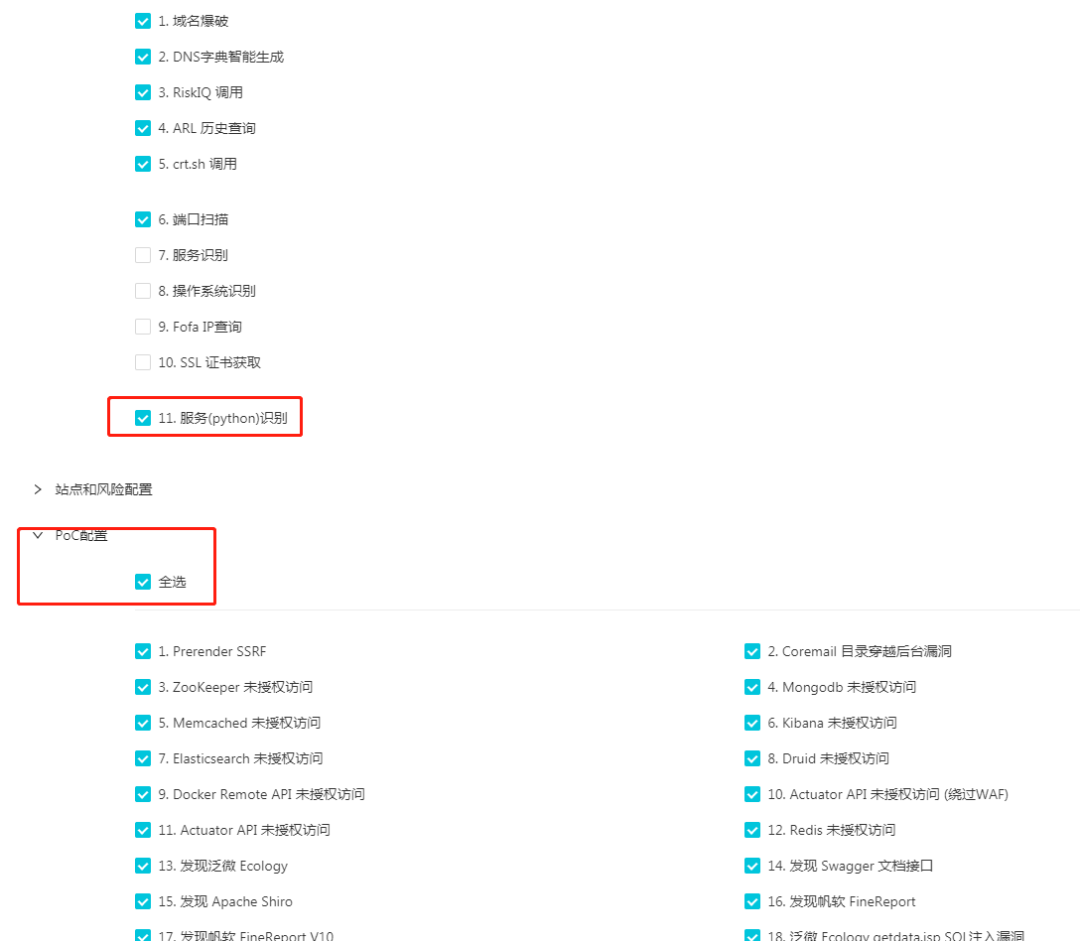 1. 域名爆破
2. DNS字典智能生成
3. RiskIQ 调用
4. ARL 历史查询
5. crt.sh 调用
6. 端口扫描
7. 服务识别
8. 操作系统识别
9. Fofa IP查询
10. SSL 证书获取
11. 服务(python)识别
站点和风险配置
PoC配置
全选
1. Prerender SSRF
2. Coremail 目录穿越后台漏洞
3. ZooKeeper 未授权访问
4. Mongodb 未授权访问
5. Memcached 未授权访问
6. Kibana 未授权访问
7. Elasticsearch 未授权访问
8. Druid 未授权访问
9. Docker Remote API 未授权访问
10. Actuator API 未授权访问 (绕过WAF)
11. Actuator API 未授权访问
12. Redis 未授权访问
13. 发现泛微 Ecology
14. 发现 Swagger 文档接口
15. 发现 Apache Shiro
16. 发现帆软 FineReport
17. 发现帆软 FineReport V10
18. 泛微 Ecology getdata.jsp SQL注入漏洞